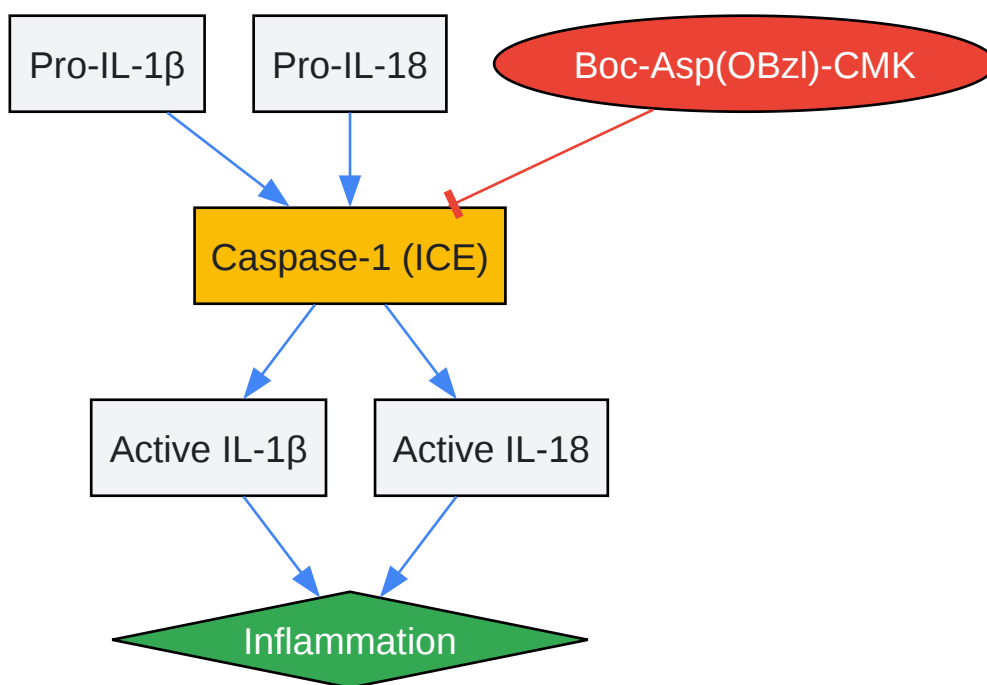 Pro-IL-1β
Pro-IL-18
Boc-Asp(OBzl)-CMK
Caspase-1 (ICE)
Active IL-1β
Active IL-18
Inflammation